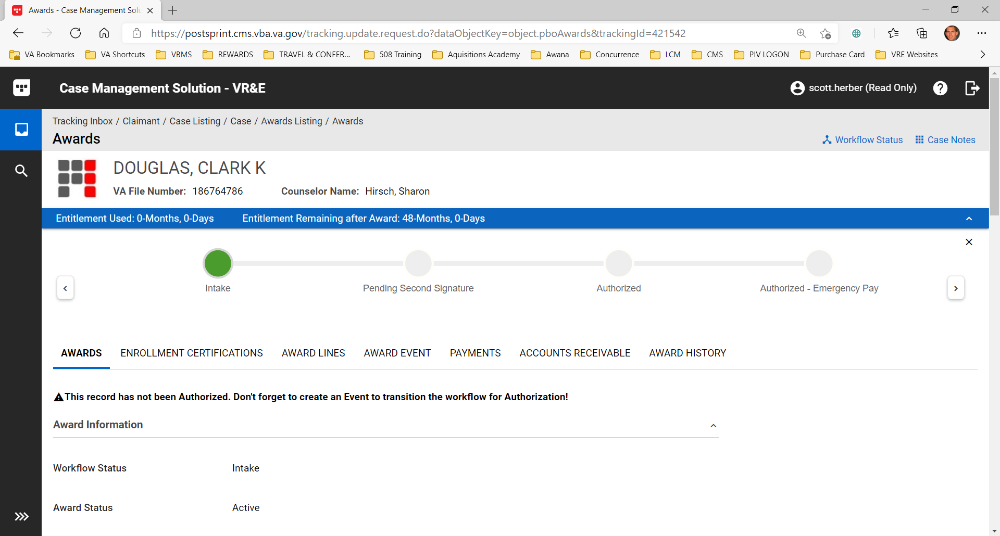 Awards - Case Management Solu
https://postsprint.cms.vba.va.gov/tracking.update.request.do?dataObjectKey=object.pboAwards&trackingId=421542
VA Bookmarks VA Shortcuts VBMS REWARDS TRAVEL & CONFER... 508 Training Aquisitions Academy Awana Concurrence LCM CMS PIV LOGON Purchase Card VRE Websites
Case Management Solution - VR&E
scott.herber (Read Only)
Tracking Inbox / Claimant / Case Listing / Case / Awards Listing / Awards
Awards
Workflow Status Case Notes
DOUGLAS, CLARK K
VA File Number: 186764786 Counselor Name: Hirsch, Sharon
Entitlement Used: 0-Months, 0-Days Entitlement Remaining after Award: 48-Months, 0-Days
Intake Pending Second Signature Authorized Authorized - Emergency Pay
AWARDS ENROLLMENT CERTIFICATIONS AWARD LINES AWARD EVENT PAYMENTS ACCOUNTS RECEIVABLE AWARD HISTORY
This record has not been Authorized. Don't forget to create an Event to transition the workflow for Authorization!
Award Information
Workflow Status Intake
Award Status Active